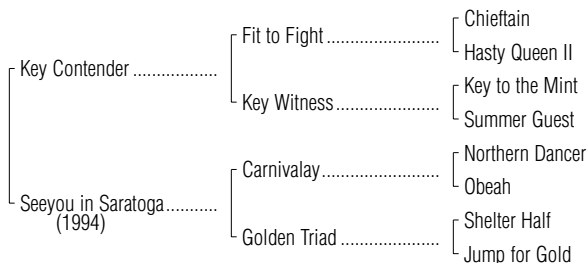 Chieftain
Fit to Fight
Hasty Queen II
Key Contender
Key to the Mint
Key Witness
Summer Guest
Northern Dancer
Carnivalay
Obeah
Seeyou in Saratoga
(1994)
Shelter Half
Golden Triad
Jump for Gold